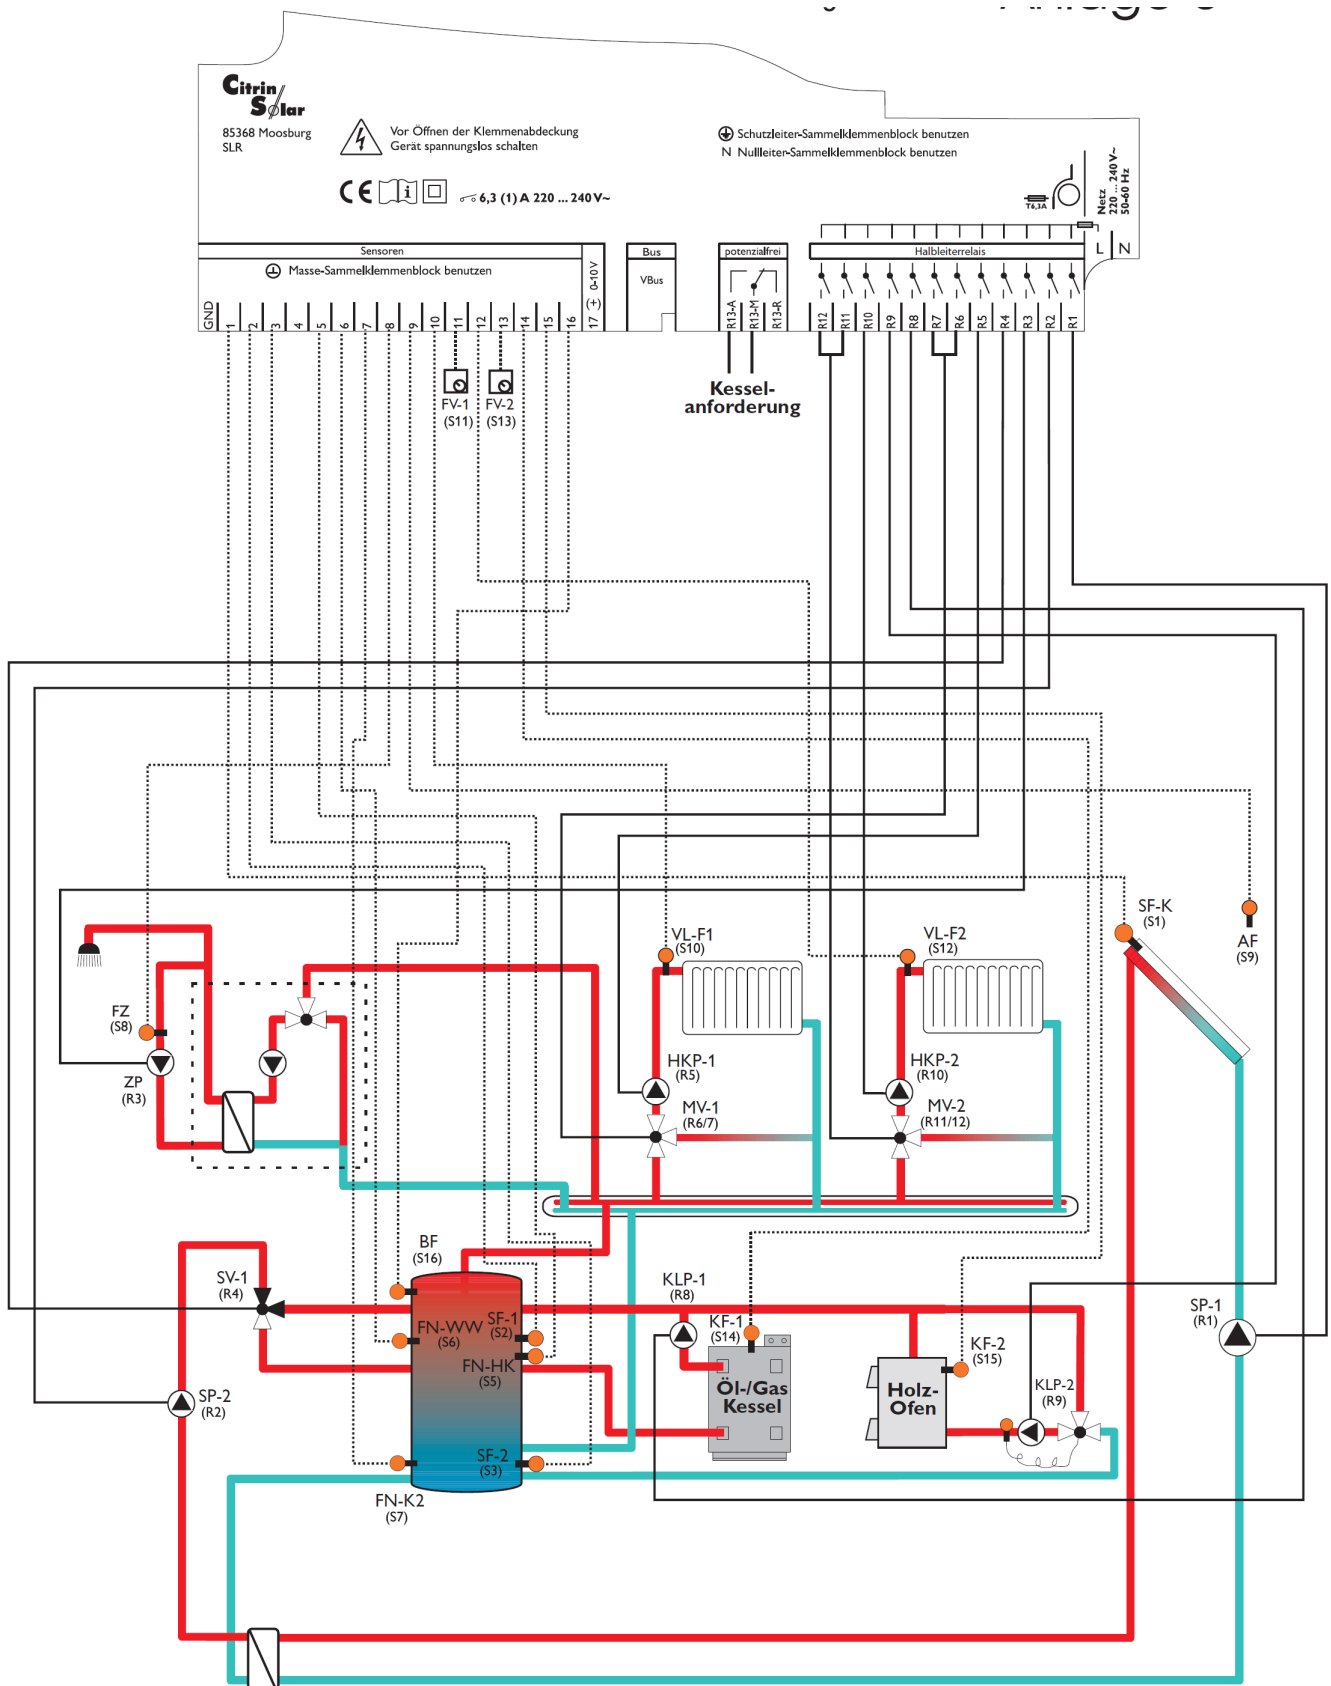 Citrin
Solar
85368 Moosburg
SLR
Vor Öffnen der Klemmenabdeckung
Gerät spannungslos schalten
CE
i
6,3 (1) A 220 ... 240 V~
Schutzleiter-Sammelklemmenblock benutzen
N Nullleiter-Sammelklemmenblock benutzen
T6,3A
Netz
220 ... 240 V~
50-60 Hz
L N
Sensoren
Masse-Sammelklemmenblock benutzen
GND 1 2 3 4 5 6 7 8 9 10 11 12 13 14 15 16 17 (+) 0-10 V
Bus
VBus
potenzialfrei
R13-A R13-M R13-R
Halbleiterrelais
R12 R11 R10 R9 R8 R7 R6 R5 R4 R3 R2 R1
FV-1
(S11)
FV-2
(S13)
Kessel-
anforderung
SF-K
(S1)
AF
(S9)
VL-F1
(S10)
VL-F2
(S12)
FZ
(S8)
ZP
(R3)
HKP-1
(R5)
HKP-2
(R10)
MV-1
(R6/7)
MV-2
(R11/12)
BF
(S16)
SV-1
(R4)
KLP-1
(R8)
SP-1
(R1)
FN-WW
(S6)
SF-1
(S2)
KF-1
(S14)
KF-2
(S15)
FN-HK
(S5)
Öl-/Gas
Kessel
Holz-
Ofen
KLP-2
(R9)
SP-2
(R2)
SF-2
(S3)
FN-K2
(S7)